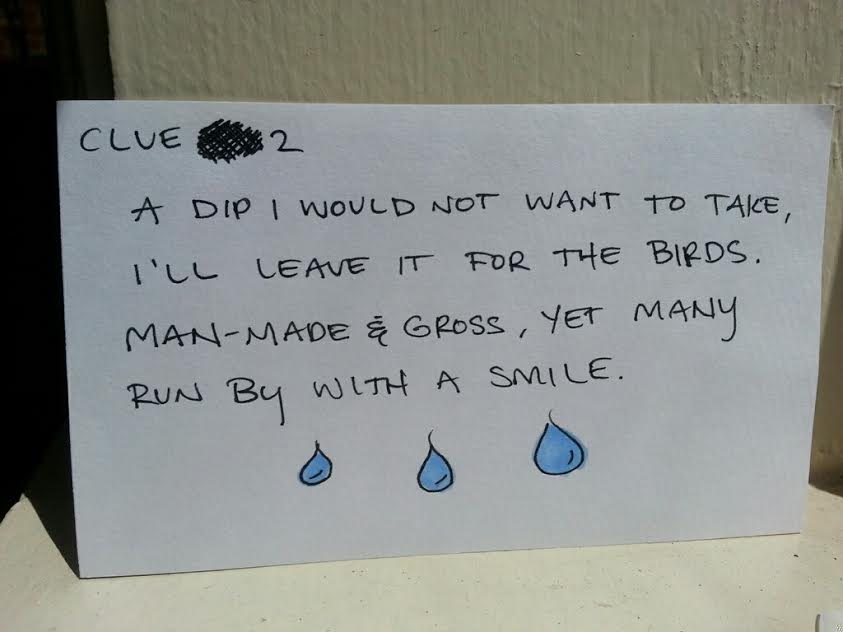 CLUE 2
A DIP I WOULD NOT WANT TO TAKE,
I'LL LEAVE IT FOR THE BIRDS.
MAN-MADE & GROSS, YET MANY
RUN BY WITH A SMILE.